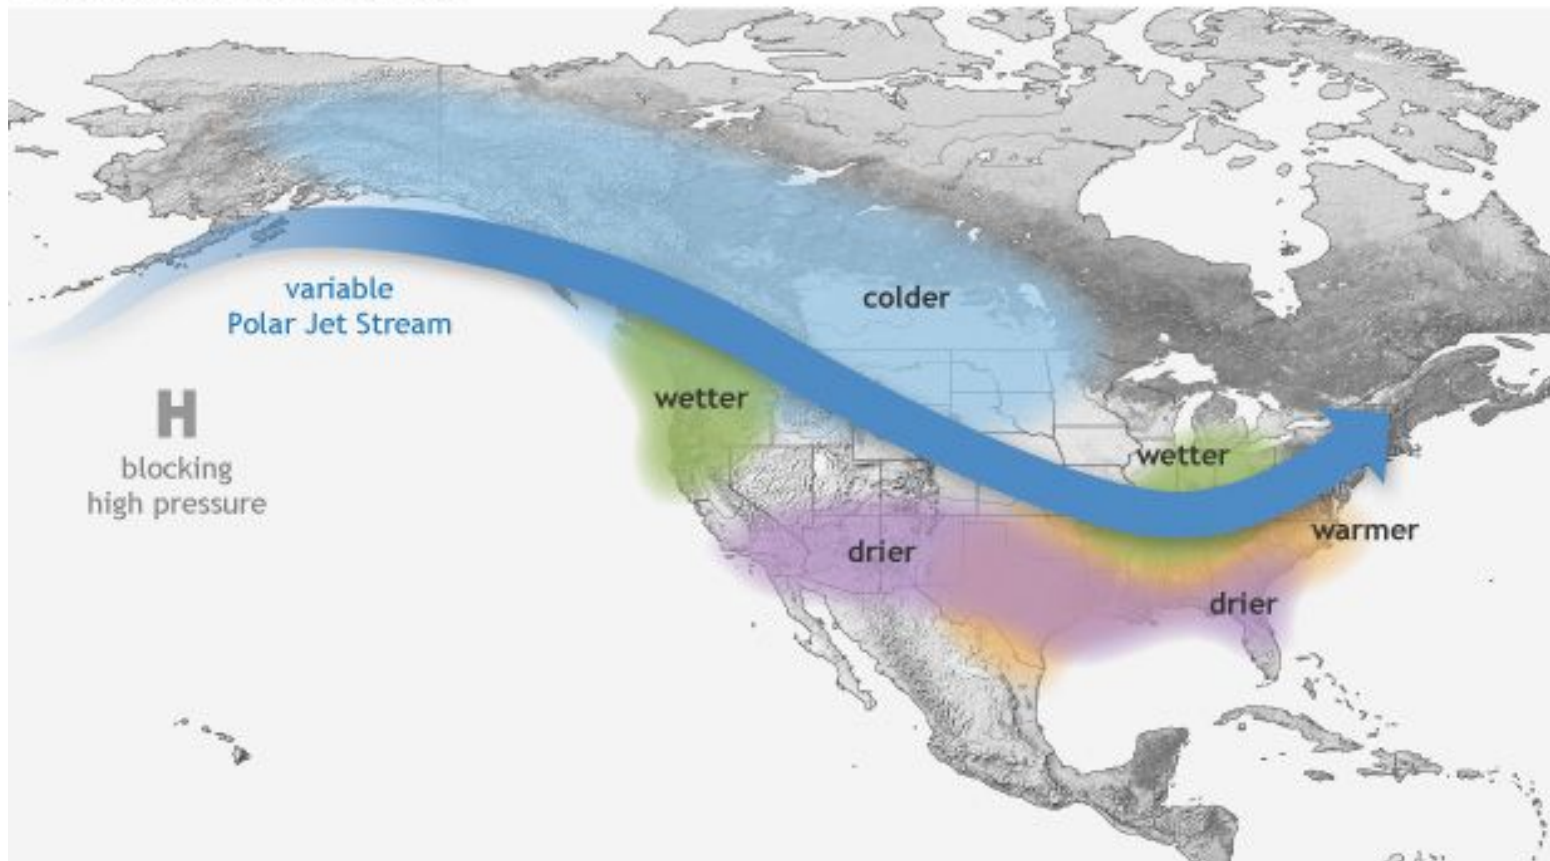 variable
Polar Jet Stream
colder
wetter
H
blocking
high pressure
wetter
warmer
drier
drier